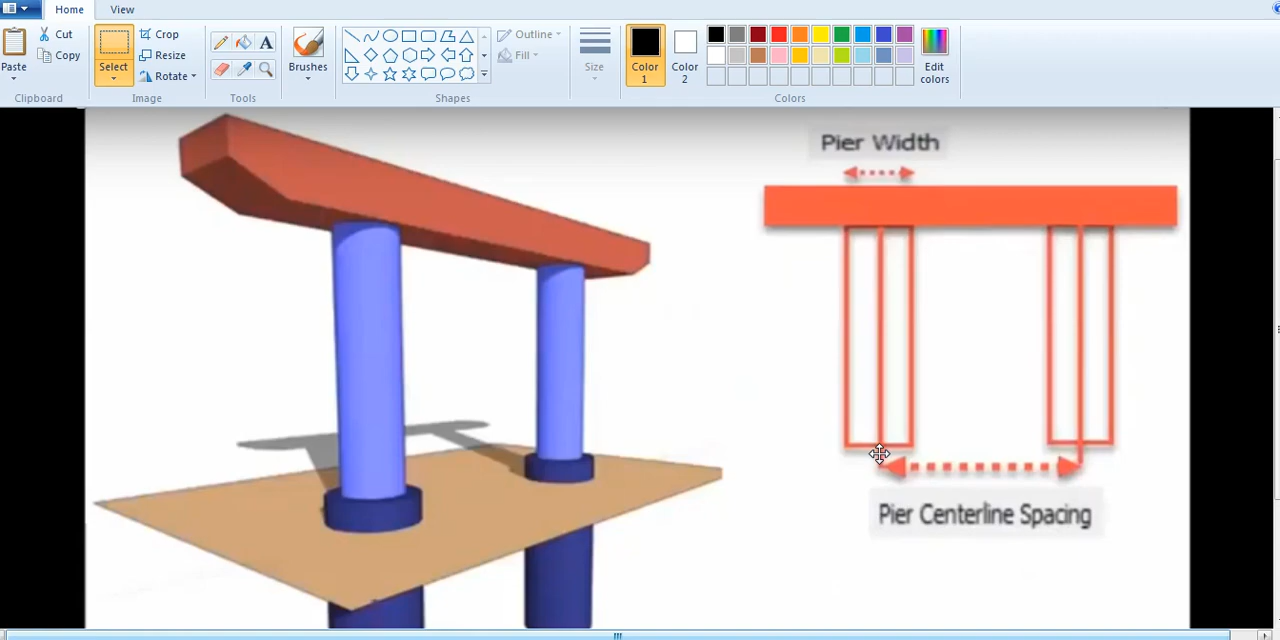 Home View
Paste
Cut
Copy
Clipboard
Select
Crop
Resize
Rotate
Image
A
Tools
Brushes
Outline
Fill
Shapes
Size
Color
1
Color
2
Edit
colors
Colors
Pier Width
Pier Centerline Spacing